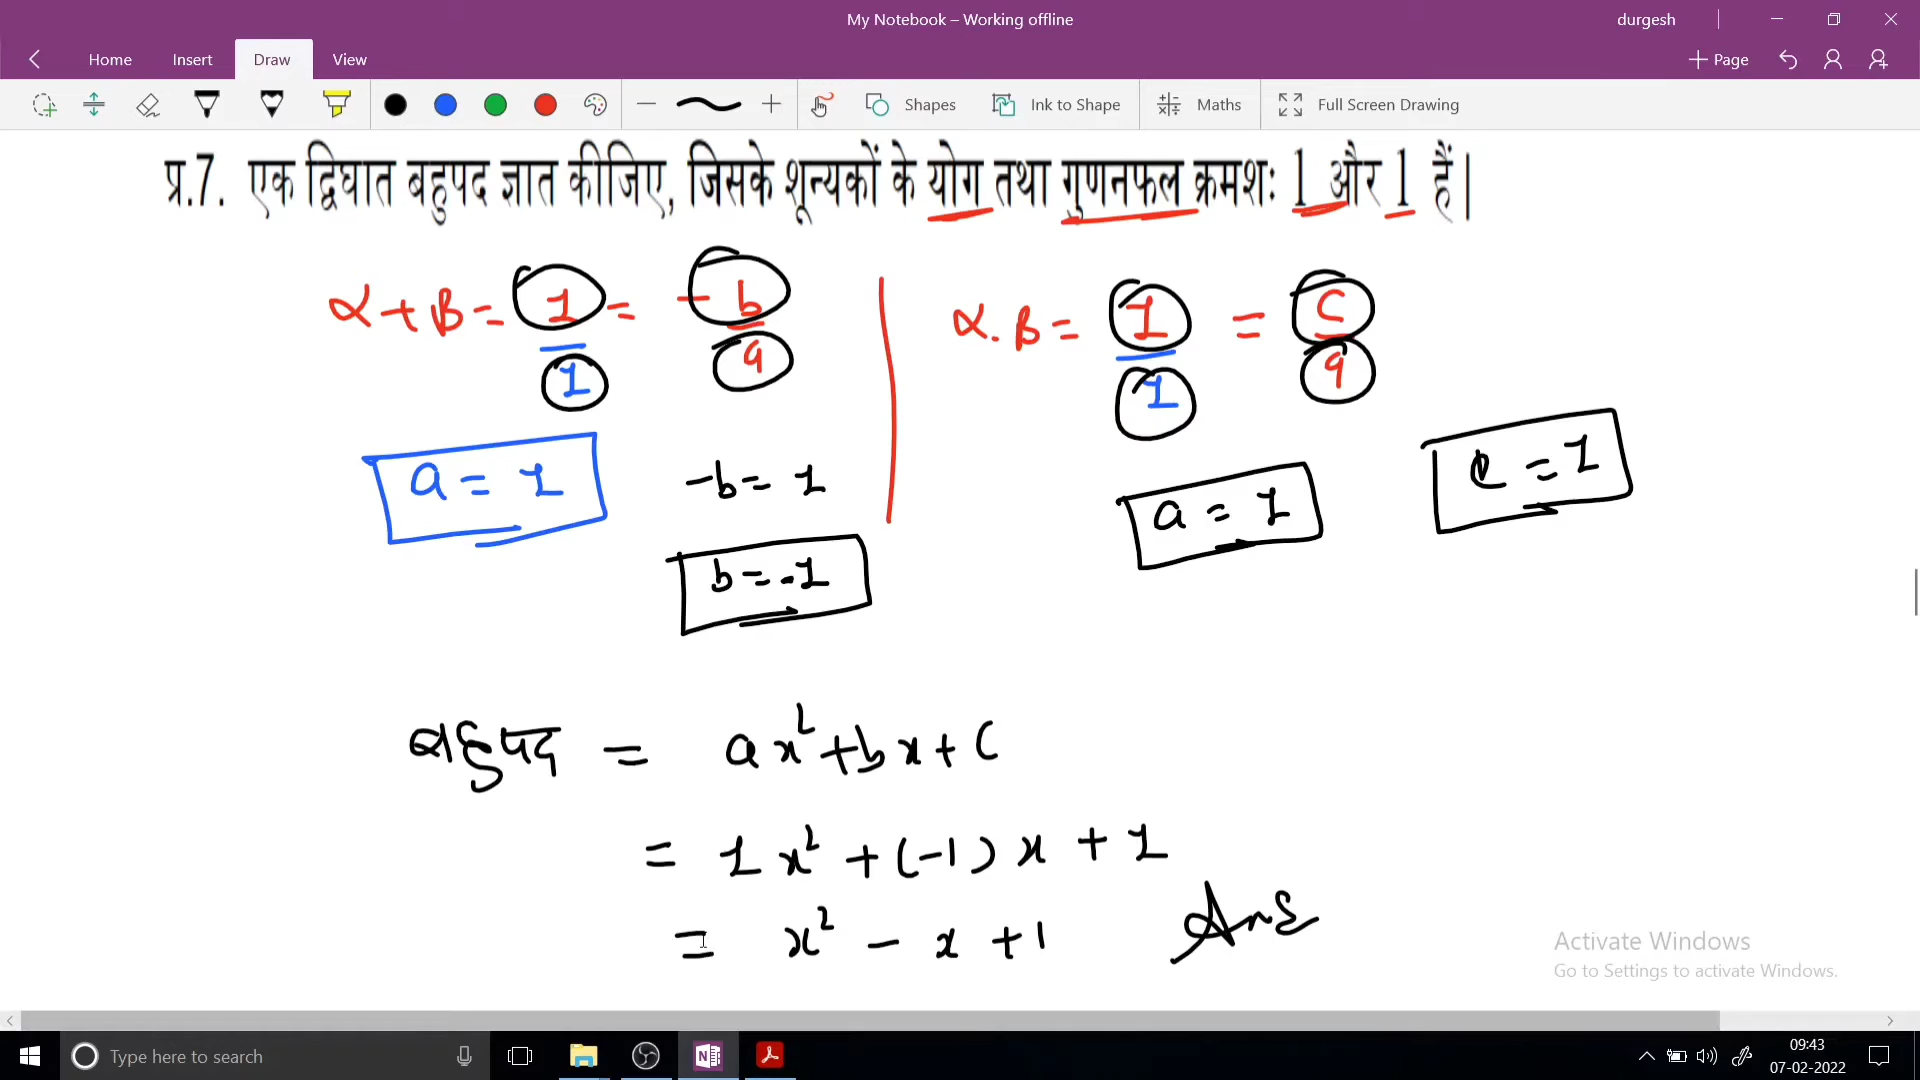 My Notebook – Working offline
durgesh
Home Insert Draw View
Page
Shapes Ink to Shape Maths Full Screen Drawing
प्र.7. एक द्विघात बहुपद ज्ञात कीजिए, जिसके शून्यकों के योग तथा गुणनफल क्रमशः 1 और 1 हैं।
α + β = 1/1 = -b/a
α . β = 1/1 = c/a
a = 1
-b = 1
a = 1
c = 1
b = -1
बहुपद = ax² + bx + c
= 1x² + (-1)x + 1
= x² - x + 1 Ans
Activate Windows
Go to Settings to activate Windows.
Type here to search
09:43
07-02-2022